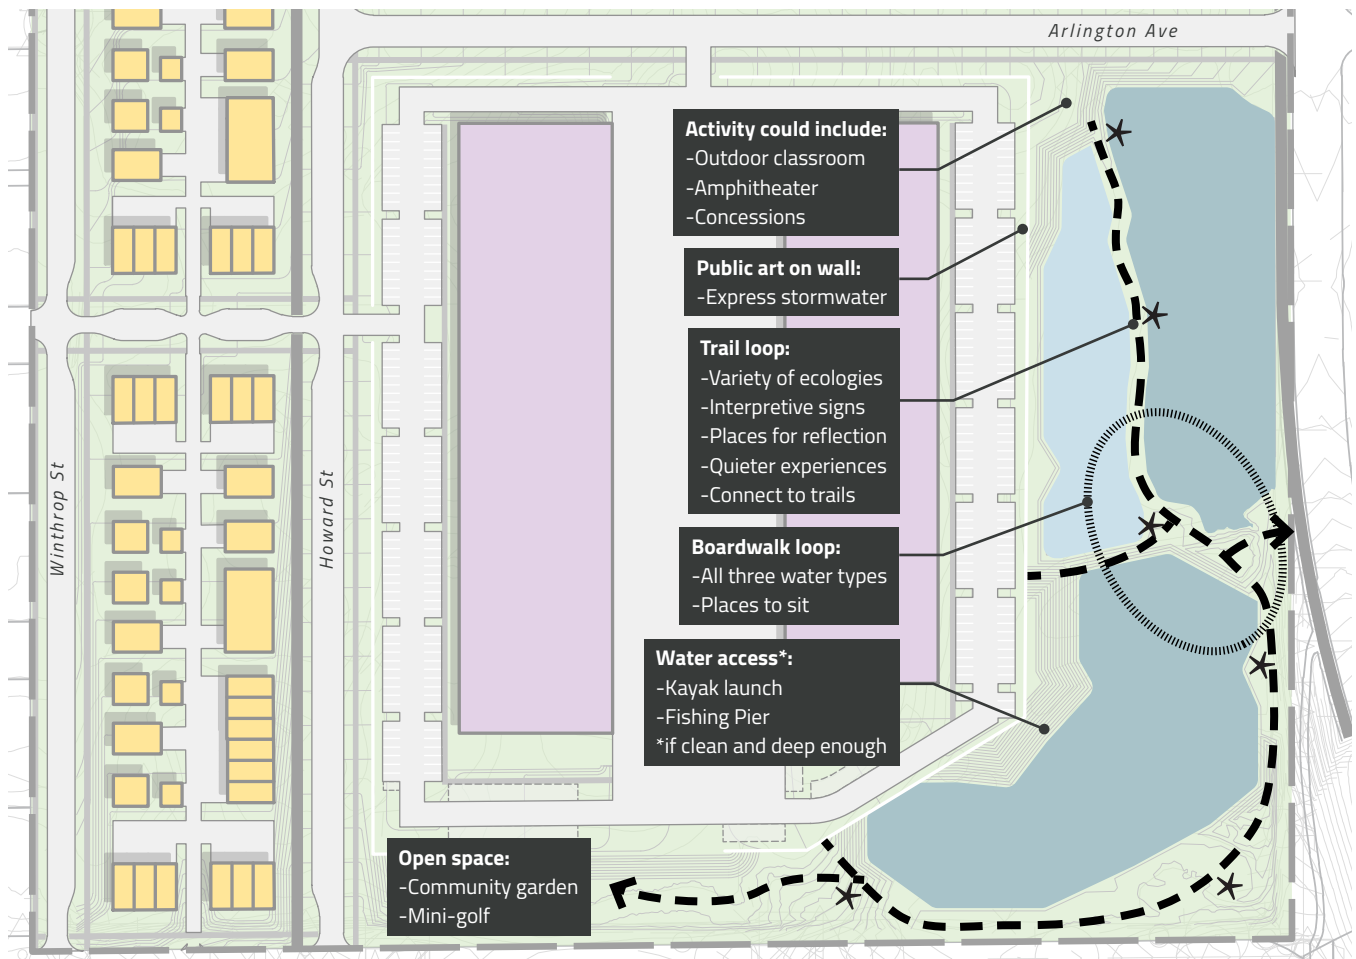 Arlington Ave
Activity could include:
-Outdoor classroom
-Amphitheater
-Concessions
Public art on wall:
-Express stormwater
Trail loop:
-Variety of ecologies
-Interpretive signs
-Places for reflection
-Quieter experiences
-Connect to trails
Winthrop St
Howard St
Boardwalk loop:
-All three water types
-Places to sit
Water access*:
-Kayak launch
-Fishing Pier
*if clean and deep enough
Open space:
-Community garden
-Mini-golf